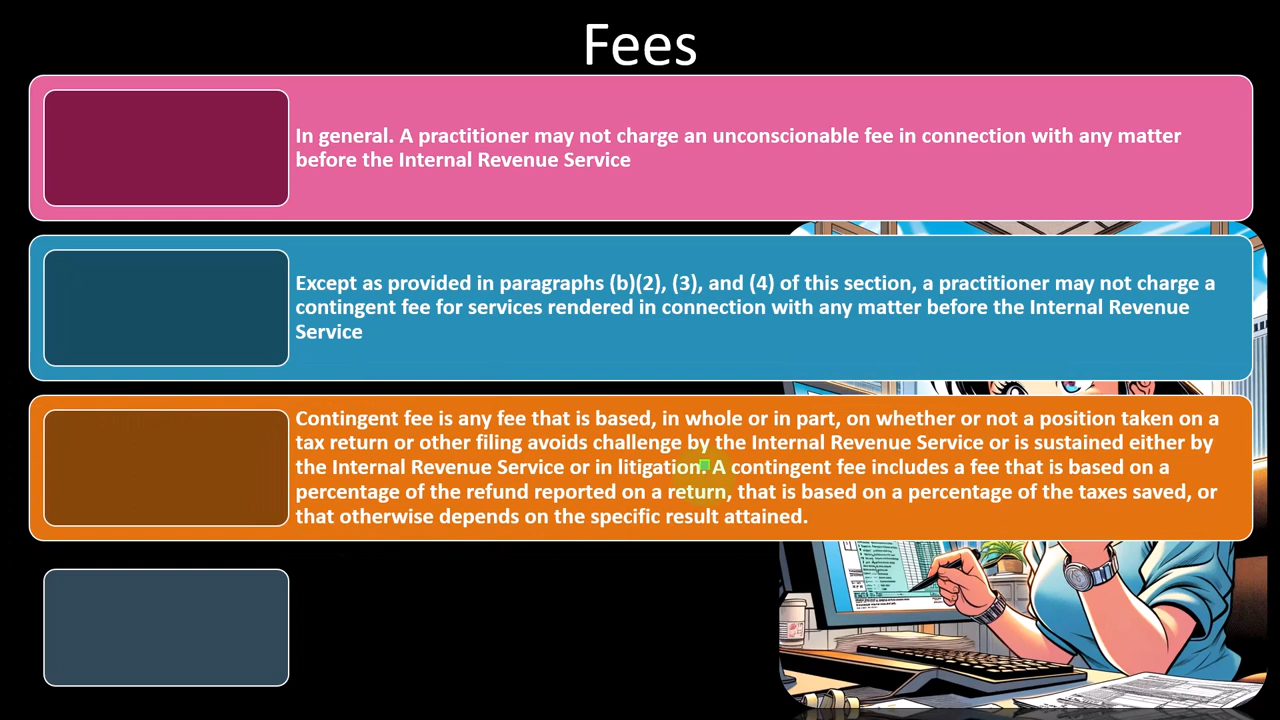 Fees
In general. A practitioner may not charge an unconscionable fee in connection with any matter
before the Internal Revenue Service
Except as provided in paragraphs (b)(2), (3), and (4) of this section, a practitioner may not charge a
contingent fee for services rendered in connection with any matter before the Internal Revenue
Service
Contingent fee is any fee that is based, in whole or in part, on whether or not a position taken on a
tax return or other filing avoids challenge by the Internal Revenue Service or is sustained either by
the Internal Revenue Service or in litigation. A contingent fee includes a fee that is based on a
percentage of the refund reported on a return, that is based on a percentage of the taxes saved, or
that otherwise depends on the specific result attained.